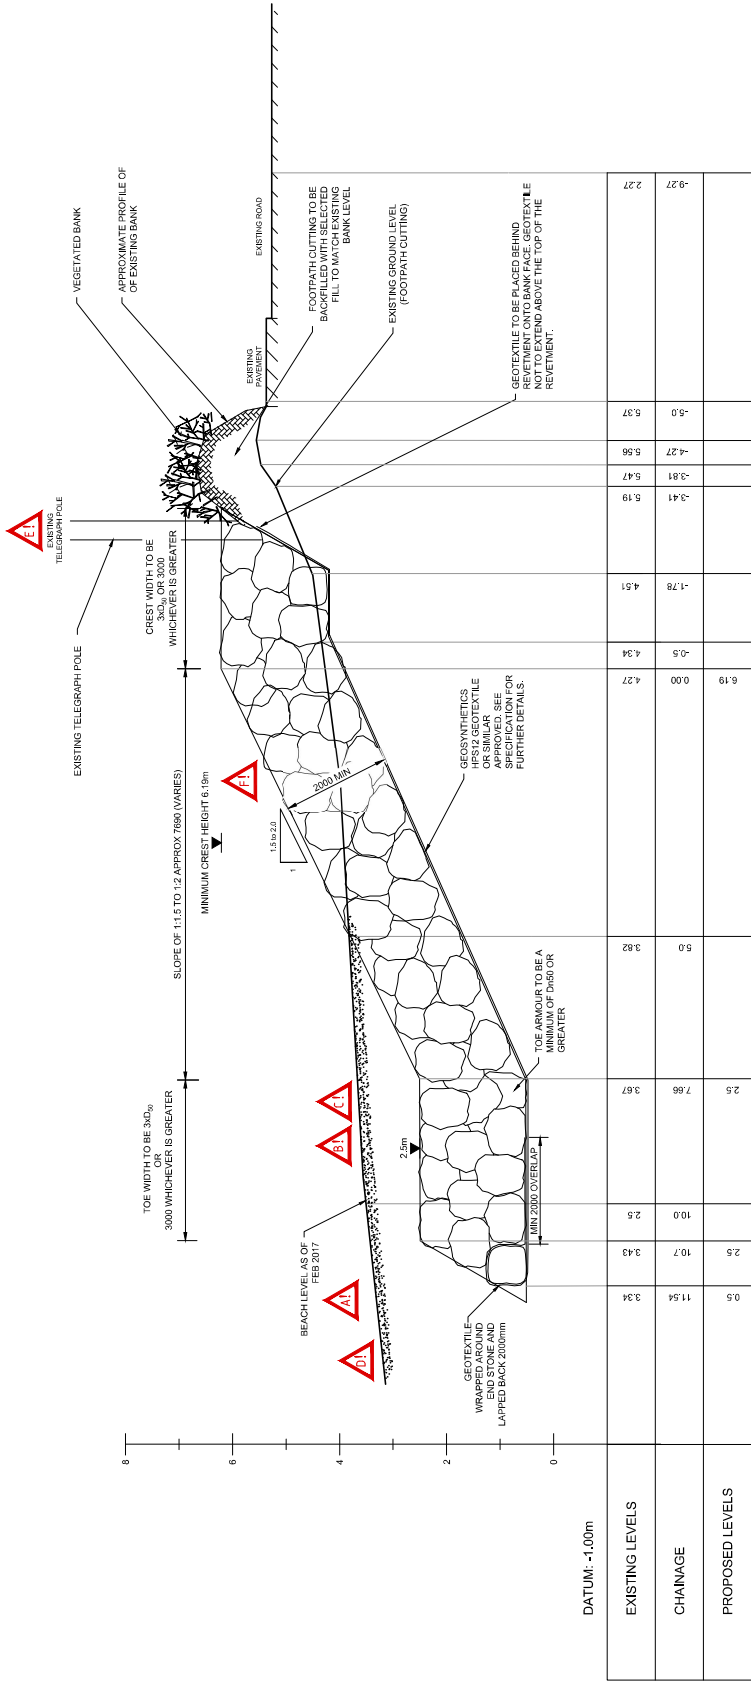 VEGETATED BANK
APPROXIMATE PROFILE OF
OF EXISTING BANK
EXISTING ROAD
EXISTING
PAVEMENT
FOOTPATH CUTTING TO BE
BACKFILLED WITH SELECTED
FILL TO MATCH EXISTING
BANK LEVEL
EXISTING GROUND LEVEL
(FOOTPATH CUTTING)
GEOTEXTILE TO BE PLACED BEHIND
REVETMENT ONTO BANK FACE. GEOTEXTILE
NOT TO EXTEND ABOVE THE TOP OF THE
REVETMENT.
E!
EXISTING
TELEGRAPH POLE
EXISTING TELEGRAPH POLE
CREST WIDTH TO BE
3xD50 OR 3000
WHICHEVER IS GREATER
SLOPE OF 1:1.5 TO 1:2 APPROX 7690 (VARIES)
MINIMUM CREST HEIGHT 6.19m
F!
1.5 to 2.0
1
2000 MIN
GEOSYNTHETICS
HPS12 GEOTEXTILE
OR SIMILAR
APPROVED. SEE
SPECIFICATION FOR
FURTHER DETAILS.
TOE WIDTH TO BE 3xD50
OR
3000 WHICHEVER IS GREATER
C!
B!
2.5m
TOE ARMOUR TO BE A
MINIMUM OF Dn50 OR
GREATER
MIN 2000 OVERLAP
BEACH LEVEL AS OF
FEB 2017
A!
D!
GEOTEXTILE
WRAPPED AROUND
END STONE AND
LAPPED BACK 2000mm
8
6
4
2
0
DATUM: -1.00m
EXISTING LEVELS 3.34 3.43 2.5 3.67 3.82 4.27 4.34 4.51 5.19 5.47 5.56 5.37 2.27
CHAINAGE 11.54 10.7 10.0 7.66 5.0 0.00 -0.5 -1.78 -3.41 -3.81 -4.27 -5.0 -9.27
PROPOSED LEVELS 0.5 2.5 2.5 6.19